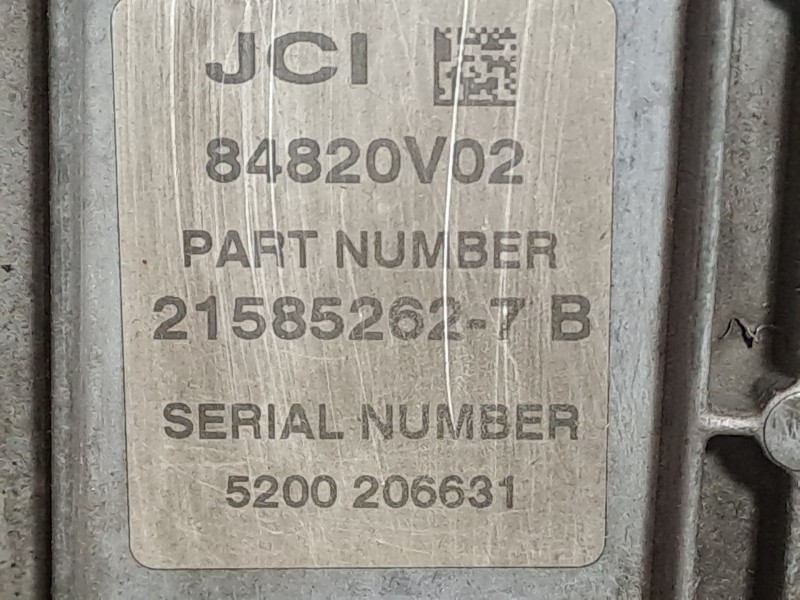 JCI
84820V02
PART NUMBER
21585262-7 B
SERIAL NUMBER
5200 206631